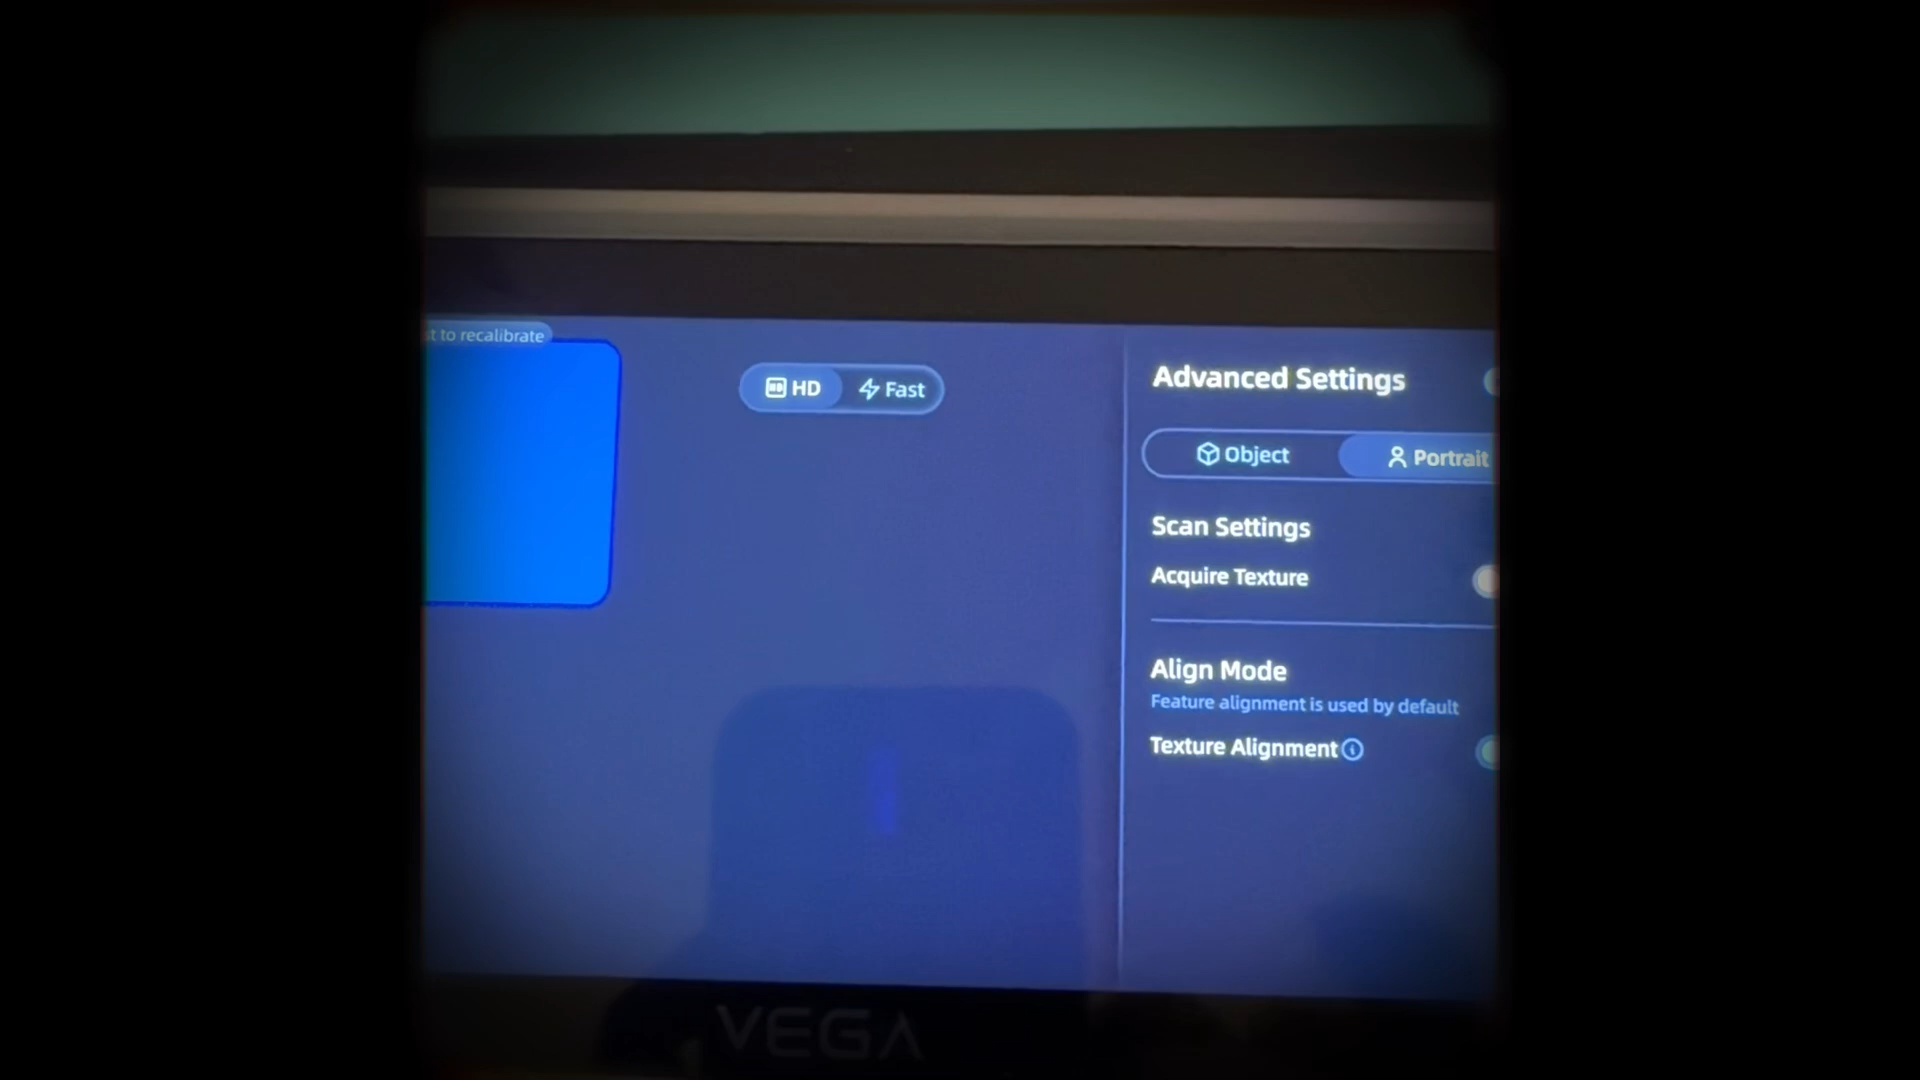 st to recalibrate
HD Fast
Advanced Settings
Object Portrait
Scan Settings
Acquire Texture
Align Mode
Feature alignment is used by default
Texture Alignment
VEGA